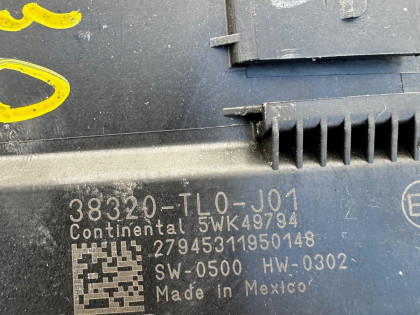 38320-TL0-J01
Continental 5WK49794
27945311950148
SW-0500 HW-0302
Made in Mexico